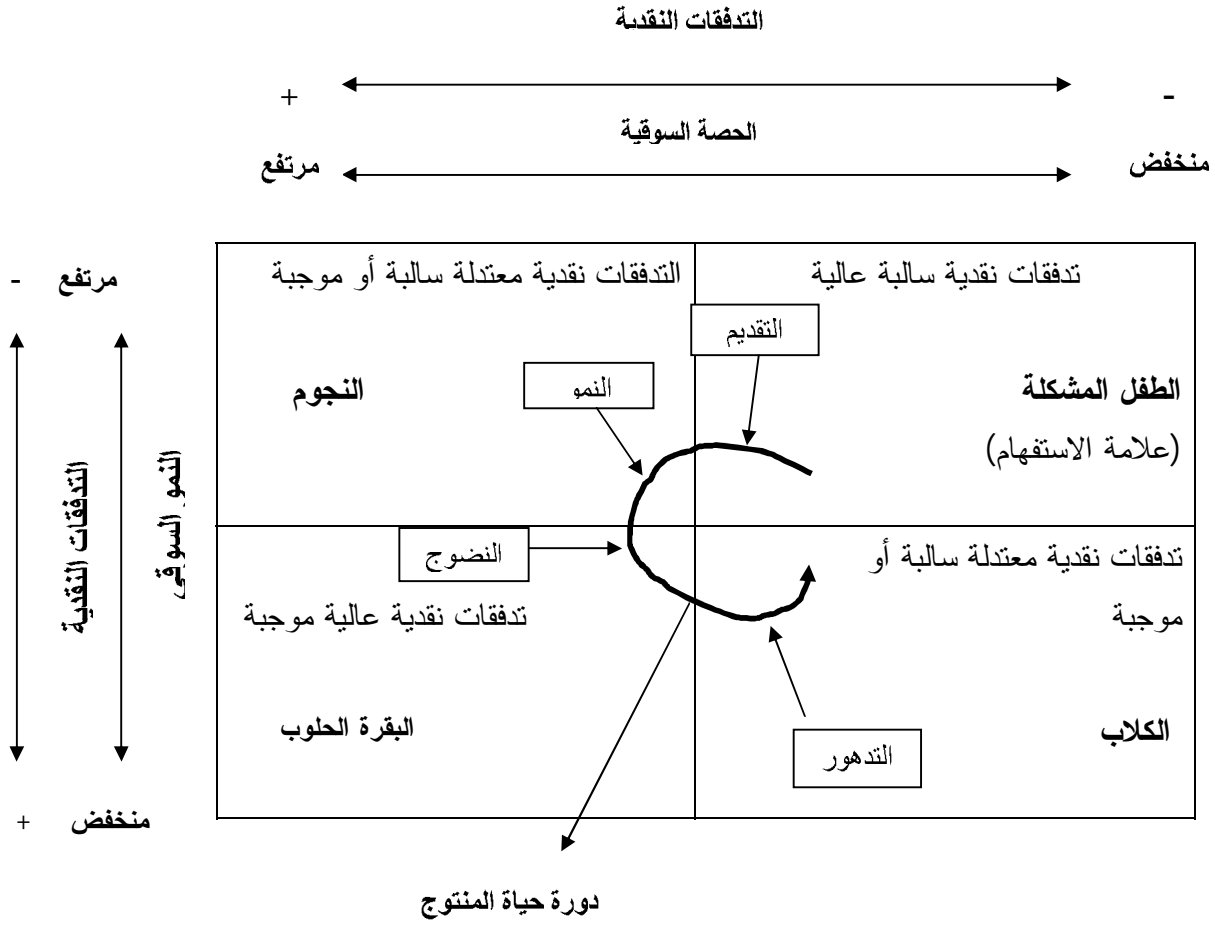 التدفقات النقدية
+
-
الحصة السوقية
مرتفع
منخفض
مرتفع
-
التدفقات نقدية معتدلة سالبة أو موجبة
تدفقات نقدية سالبة عالية
التقديم
النمو
النجوم
الطفل المشكلة
(علامة الاستفهام)
النمو السوقي
التدفقات النقدية
النضوج
تدفقات نقدية معتدلة سالبة أو
موجبة
تدفقات نقدية عالية موجبة
البقرة الحلوب
الكلاب
التدهور
منخفض
+
دورة حياة المنتوج